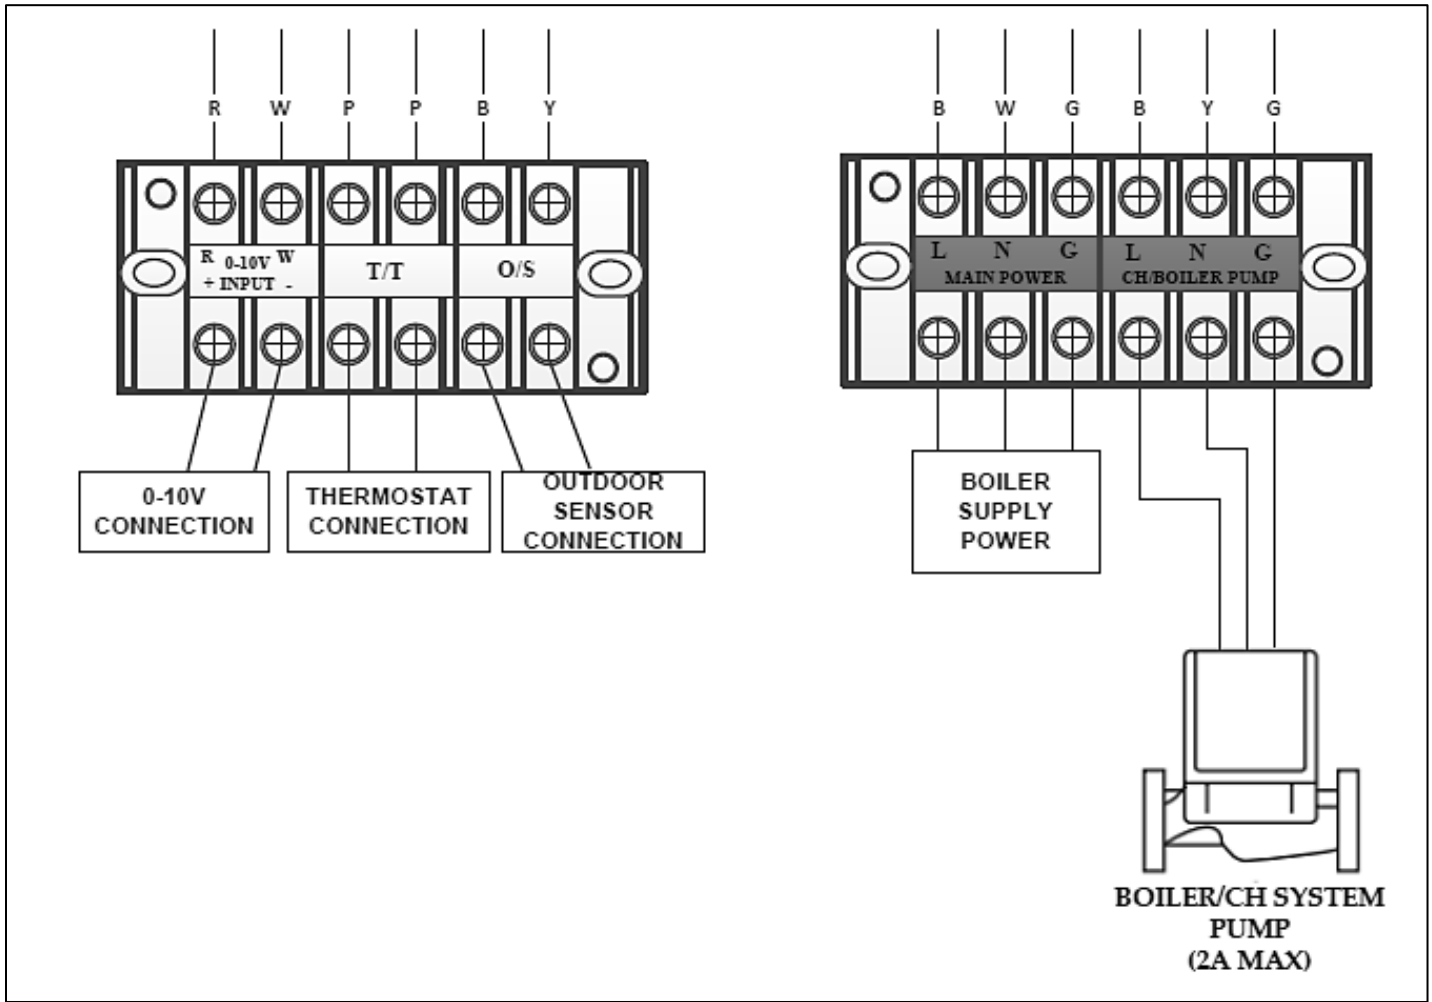 R W P P B Y
B W G B Y G
R 0-10V W
+ INPUT -
T/T
O/S
L N G L N G
MAIN POWER
CH/BOILER PUMP
0-10V
CONNECTION
THERMOSTAT
CONNECTION
OUTDOOR
SENSOR
CONNECTION
BOILER
SUPPLY
POWER
BOILER/CH SYSTEM
PUMP
(2A MAX)